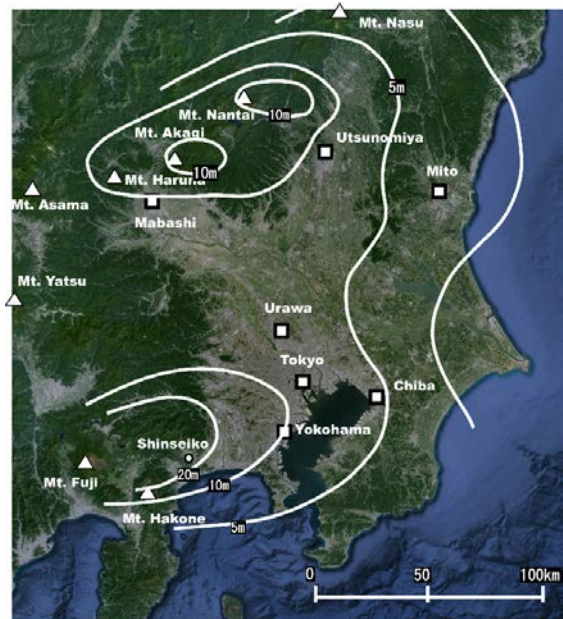 Mt. Nasu
5m
Mt. Nantai
10m
Mt. Akagi
Utsunomiya
10m
Mt. Haruna
Mito
Mt. Asama
Mabashi
Mt. Yatsu
Urawa
Tokyo
Chiba
Yokohama
Shinseiko
Mt. Fuji
20m
10m
Mt. Hakone
5m
0 50 100km